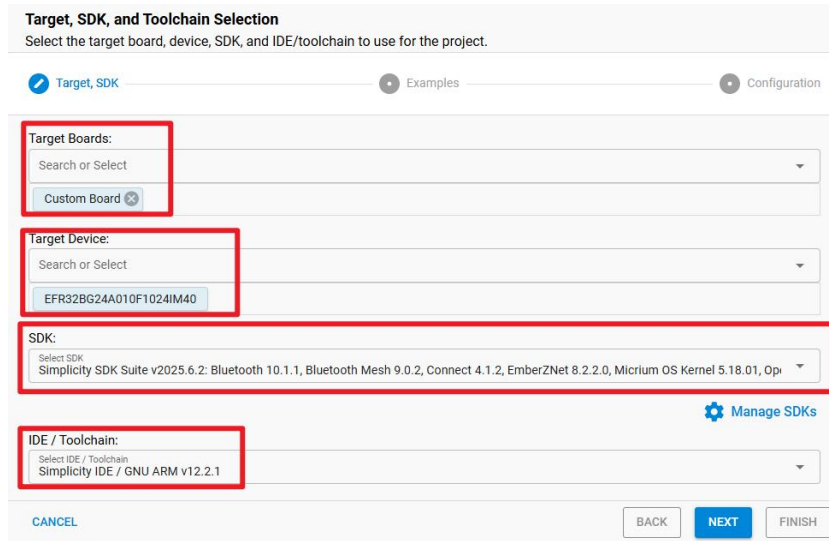 Target, SDK, and Toolchain Selection
Select the target board, device, SDK, and IDE/toolchain to use for the project.
Target, SDK
Examples
Configuration
Target Boards:
Search or Select
Custom Board
Target Device:
Search or Select
EFR32BG24A010F1024IM40
SDK:
Select SDK
Simplicity SDK Suite v2025.6.2: Bluetooth 10.1.1, Bluetooth Mesh 9.0.2, Connect 4.1.2, EmberZNet 8.2.2.0, Micrium OS Kernel 5.18.01, Op
Manage SDKs
IDE / Toolchain:
Select IDE / Toolchain
Simplicity IDE / GNU ARM v12.2.1
CANCEL
BACK
NEXT
FINISH